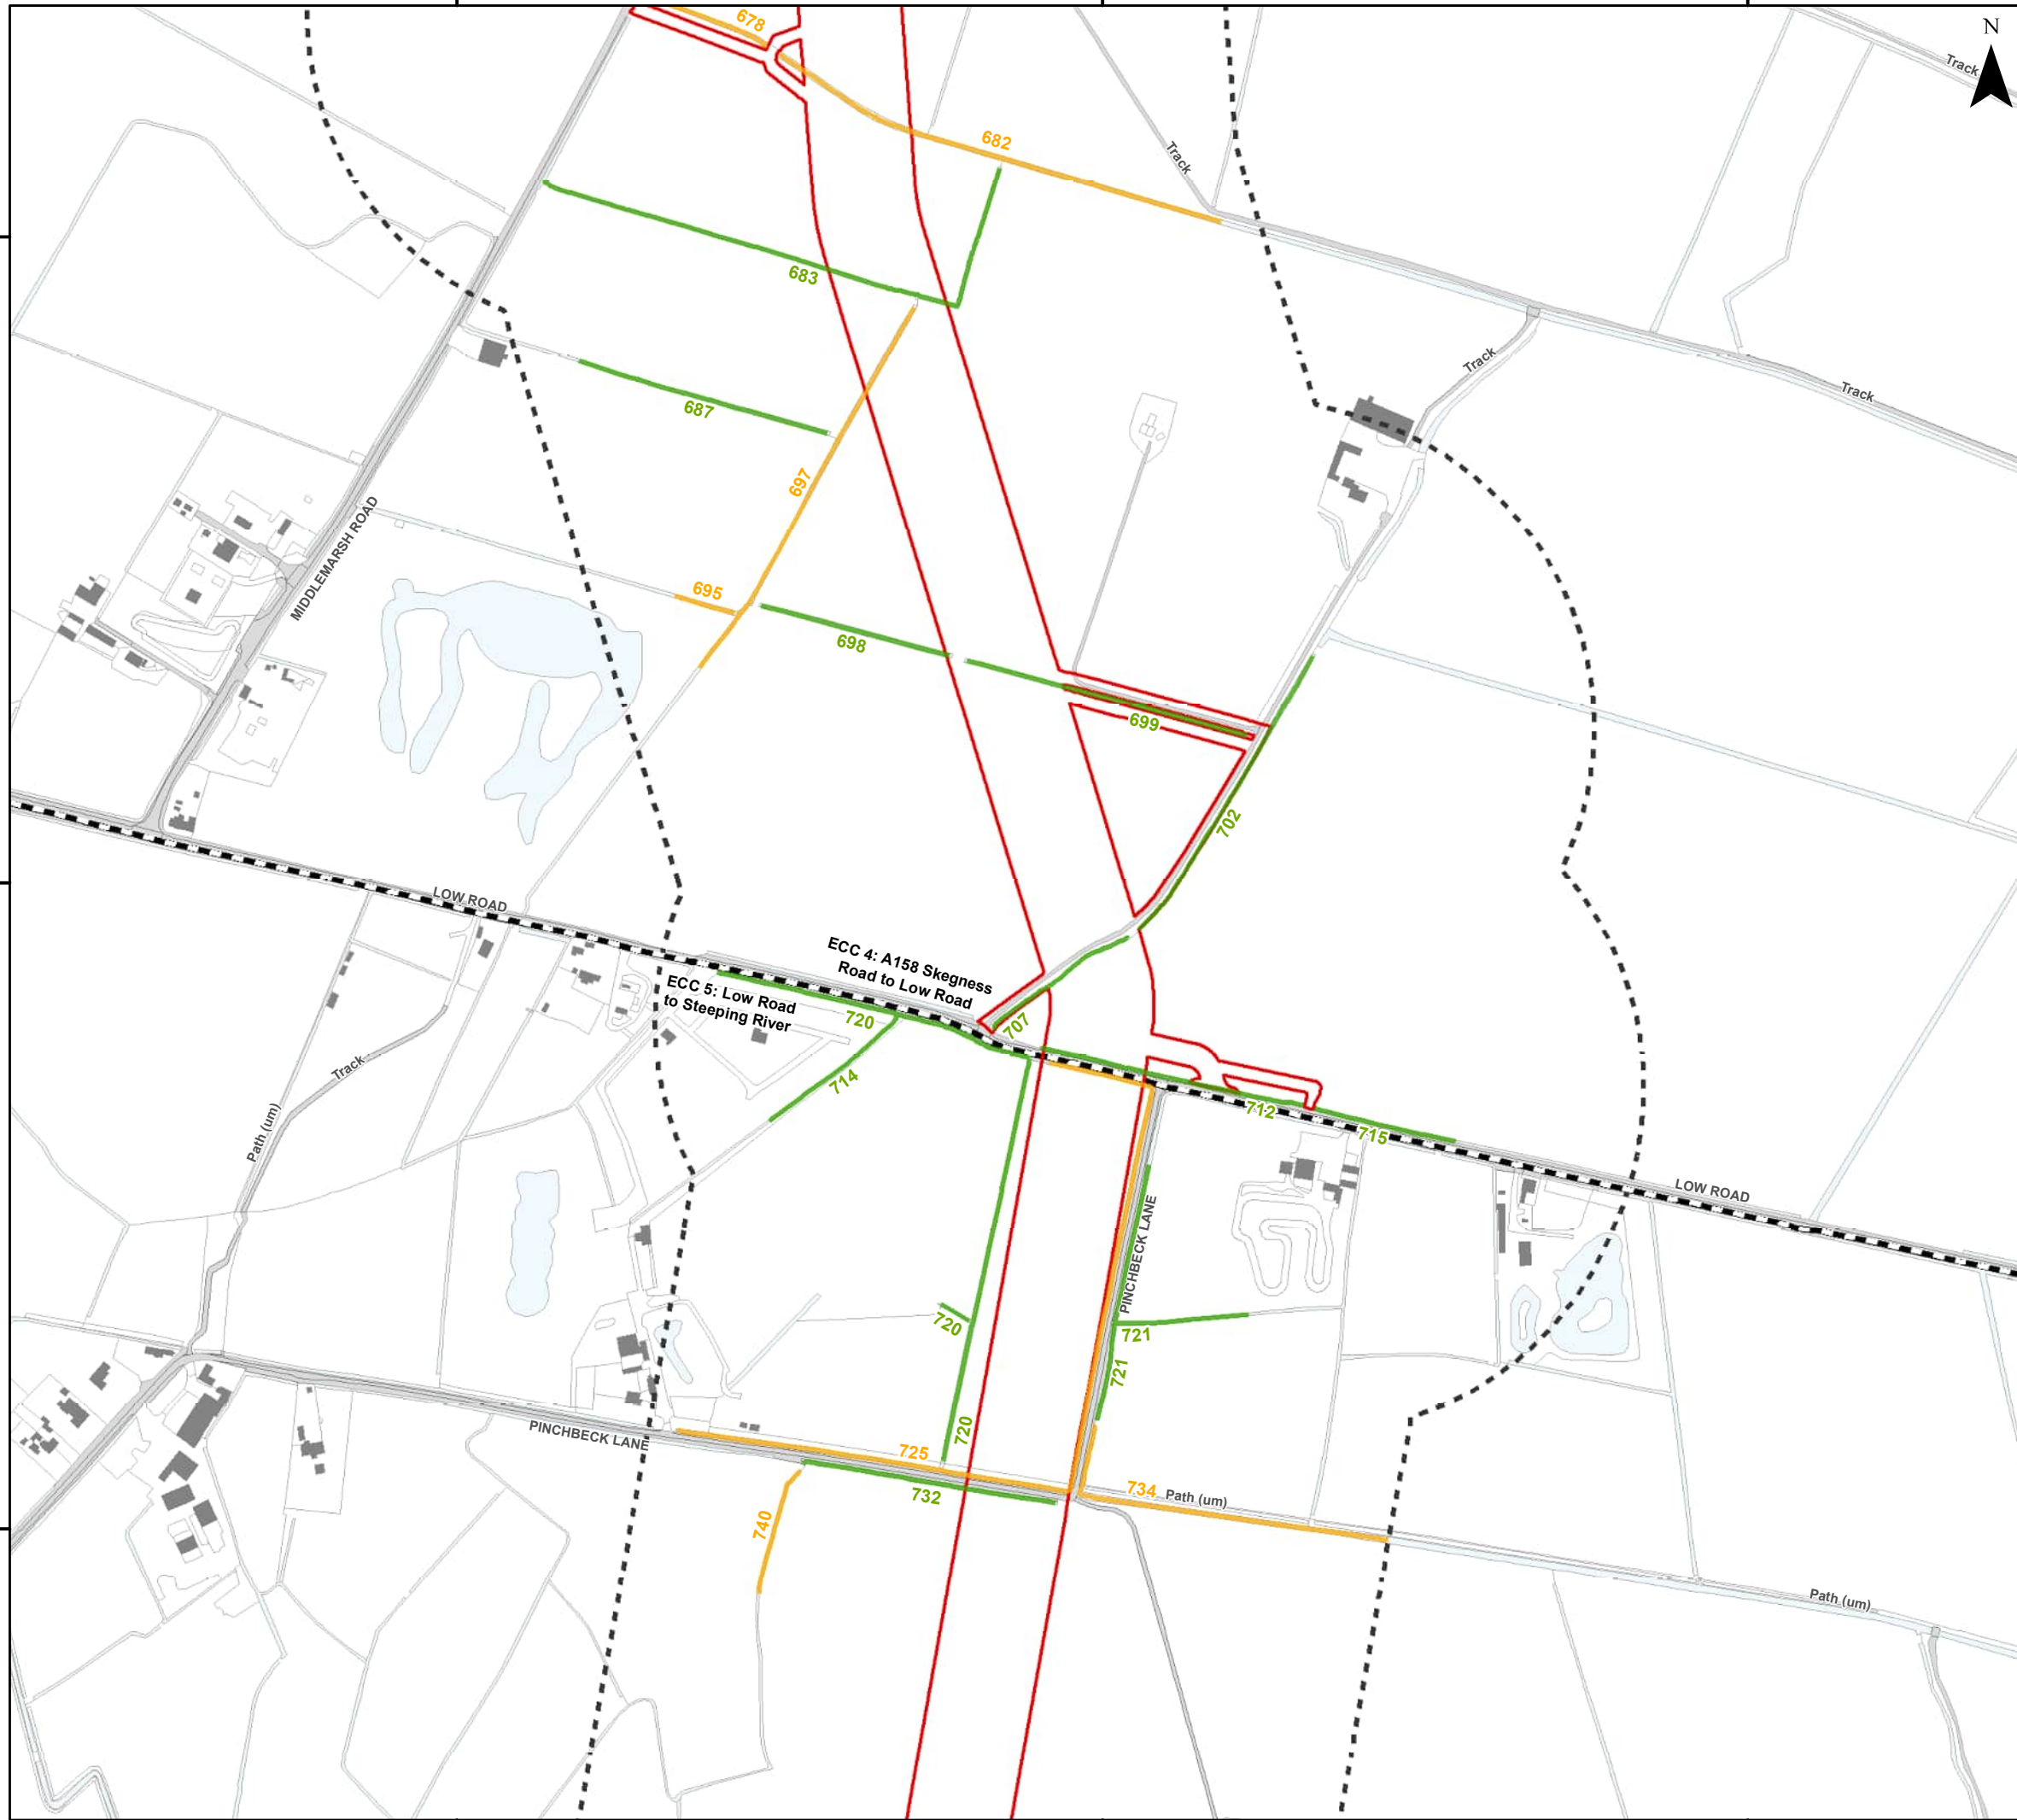 678
N
Track
682
Track
683
Track
Track
687
697
MIDDLEMARSH ROAD
695
698
699
702
LOW ROAD
ECC 4: A158 Skegness
Road to Low Road
ECC 5: Low Road
to Steeping River
720
707
Track
714
712
715
Path (um)
LOW ROAD
PINCHBECK LANE
720
721
721
720
PINCHBECK LANE
725
734
Path (um)
732
740
Path (um)